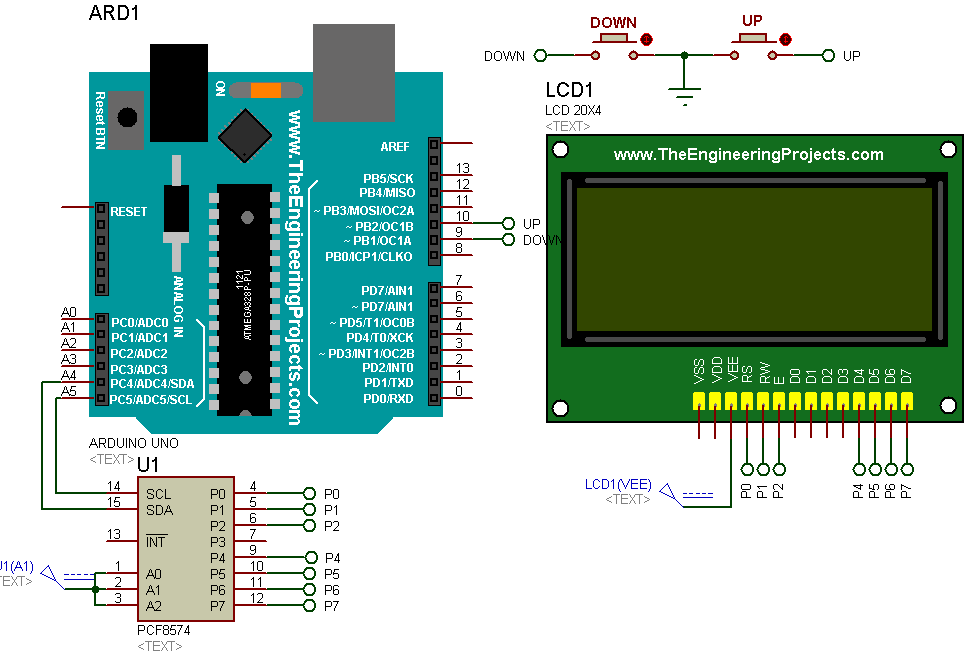 ARD1
DOWN
UP
DOWN
UP
ON
Reset BTN
www.TheEngineeringProjects.com
LCD1
LCD 20X4
<TEXT>
www.TheEngineeringProjects.com
RESET
ANALOG IN
1121
ATMEGA328P-PU
AREF
PB5/SCK 13
PB4/MISO 12
~ PB3/MOSI/OC2A 11
~ PB2/OC1B 10 UP
~ PB1/OC1A 9 DOWN
PB0/ICP1/CLKO 8
PD7/AIN1 7
~ PD7/AIN1 6
~ PD5/T1/OC0B 5
PD4/T0/XCK 4
~ PD3/INT1/OC2B 3
PD2/INT0 2
PD1/TXD 1
PD0/RXD 0
A0 PC0/ADC0
A1 PC1/ADC1
A2 PC2/ADC2
A3 PC3/ADC3
A4 PC4/ADC4/SDA
A5 PC5/ADC5/SCL
VSS VDD VEE RS RW E D0 D1 D2 D3 D4 D5 D6 D7
P0 P1 P2 P4 P5 P6 P7
LCD1(VEE)
<TEXT>
ARDUINO UNO
<TEXT>
U1
14 SCL P0 4 P0
15 SDA P1 5 P1
P2 6 P2
13 INT P3 7
P4 9 P4
1 A0 P5 10 P5
2 A1 P6 11 P6
3 A2 P7 12 P7
U1(A1)
TEXT>
PCF8574
<TEXT>